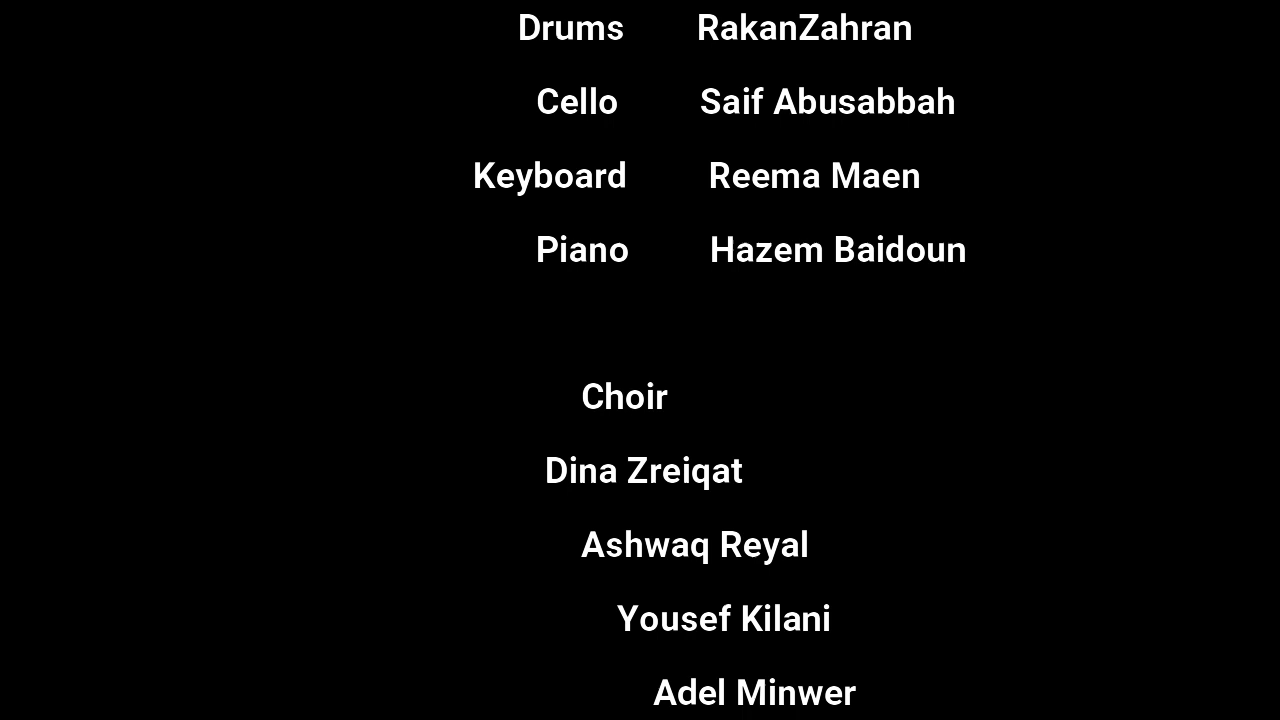 Drums RakanZahran
Cello Saif Abusabbah
Keyboard Reema Maen
Piano Hazem Baidoun
Choir
Dina Zreiqat
Ashwaq Reyal
Yousef Kilani
Adel Minwer